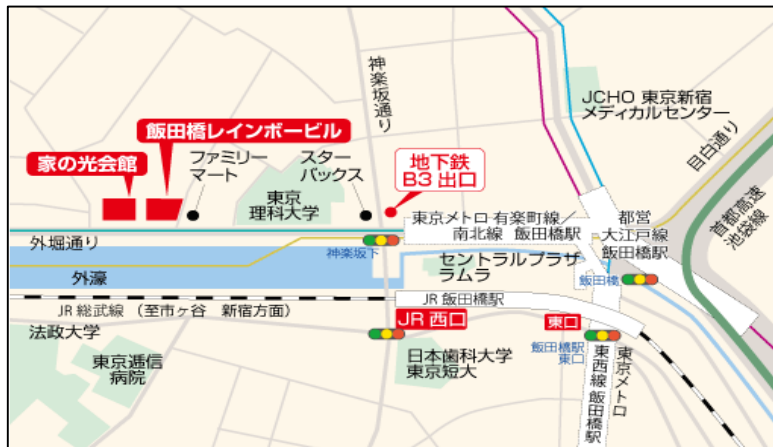 神楽坂通り
JCHO 東京新宿
メディカルセンター
目白通り
首都高速
池袋線
飯田橋レインボービル
家の光会館
ファミリー
マート
スター
バックス
地下鉄
B3 出口
東京
理科大学
東京メトロ 有楽町線／
南北線 飯田橋駅
都営
大江戸線
飯田橋駅
外堀通り
神楽坂下
セントラルプラザ
ラムラ
飯田橋
外濠
JR 飯田橋駅
JR 総武線 （至市ヶ谷 新宿方面）
JR 西口
東口
法政大学
東京逓信
病院
日本歯科大学
東京短大
飯田橋駅
東口
東京メトロ
東西線 飯田橋駅